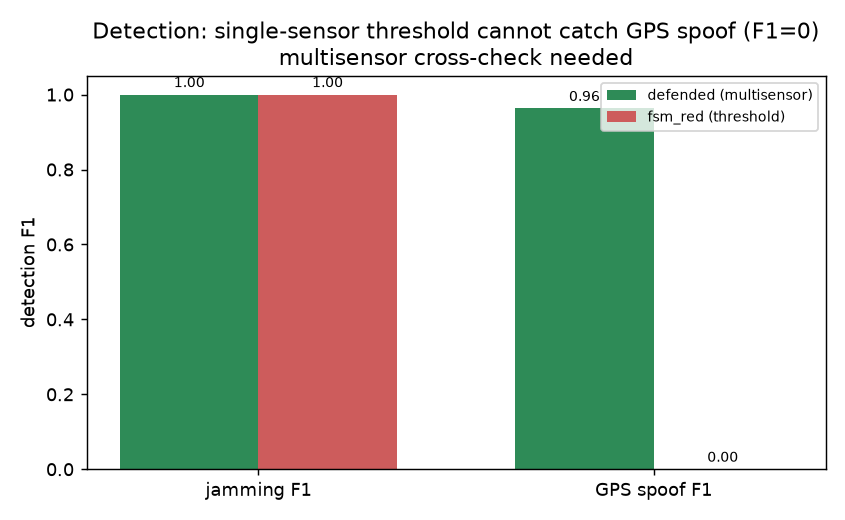 Detection: single-sensor threshold cannot catch GPS spoof (F1=0)
multisensor cross-check needed
1.00
1.00
0.96
defended (multisensor)
fsm_red (threshold)
0.00
detection F1
1.0
0.8
0.6
0.4
0.2
0.0
jamming F1
GPS spoof F1